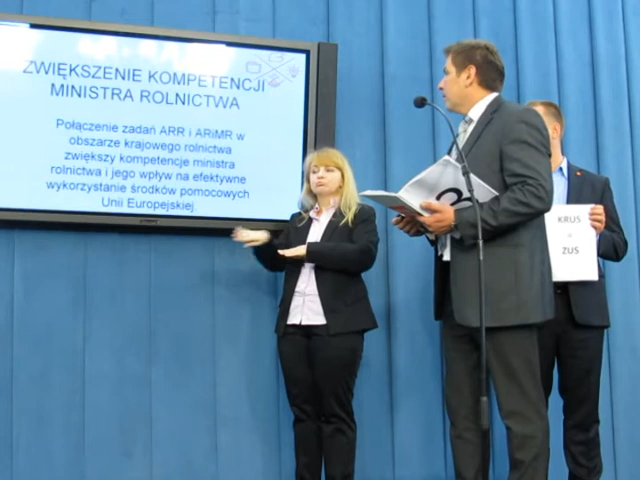 ZWIĘKSZENIE KOMPETENCJI
MINISTRA ROLNICTWA
Połączenie zadań ARR i ARiMR w
obszarze krajowego rolnictwa
zwiększy kompetencje ministra
rolnictwa i jego wpływ na efektywne
wykorzystanie środków pomocowych
Unii Europejskiej
3
KRUS
=
ZUS